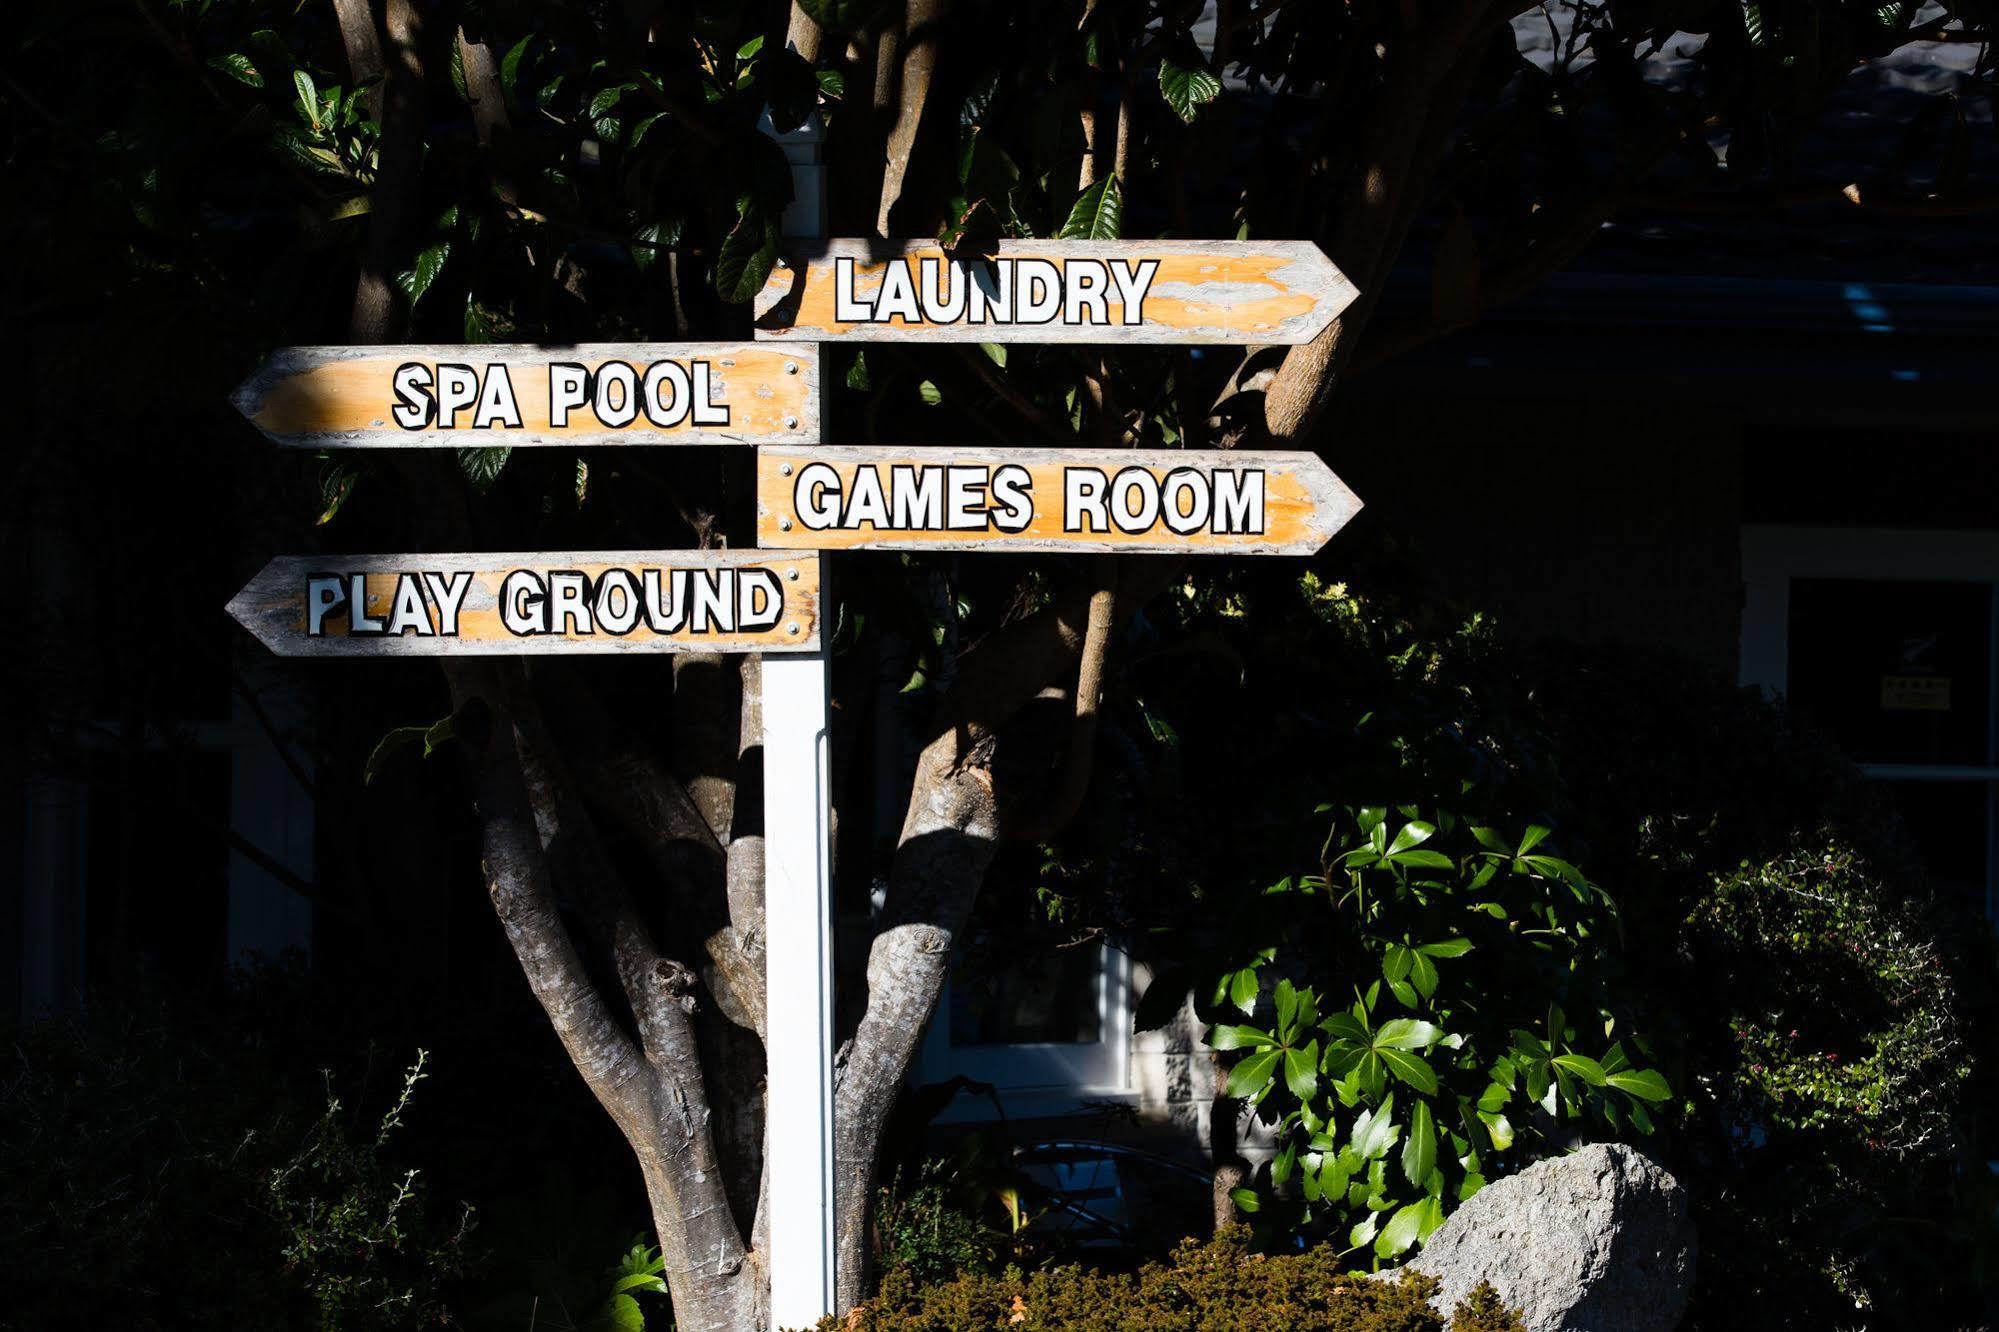 LAUNDRY
SPA POOL
GAMES ROOM
PLAY GROUND